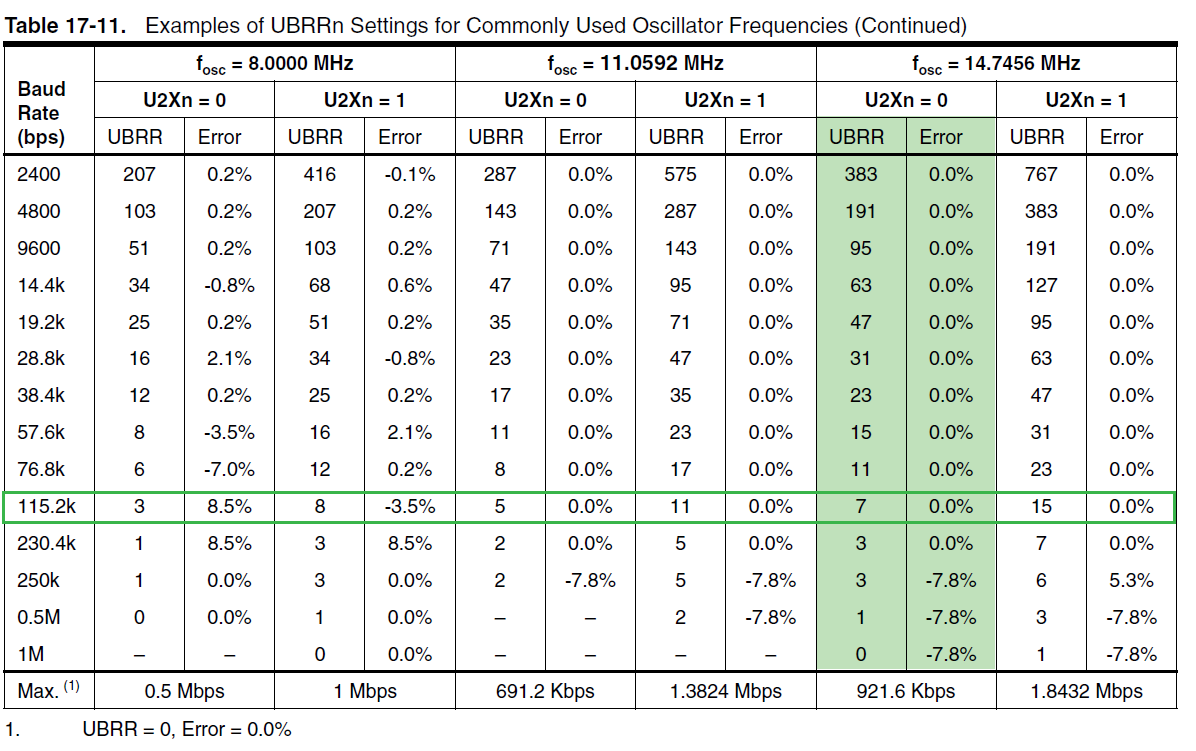 Table 17-11. Examples of UBRRn Settings for Commonly Used Oscillator Frequencies (Continued)
Baud Rate (bps) fosc = 8.0000 MHz fosc = 11.0592 MHz fosc = 14.7456 MHz
U2Xn = 0 U2Xn = 1 U2Xn = 0 U2Xn = 1 U2Xn = 0 U2Xn = 1
UBRR Error UBRR Error UBRR Error UBRR Error UBRR Error UBRR Error
2400 207 0.2% 416 -0.1% 287 0.0% 575 0.0% 383 0.0% 767 0.0%
4800 103 0.2% 207 0.2% 143 0.0% 287 0.0% 191 0.0% 383 0.0%
9600 51 0.2% 103 0.2% 71 0.0% 143 0.0% 95 0.0% 191 0.0%
14.4k 34 -0.8% 68 0.6% 47 0.0% 95 0.0% 63 0.0% 127 0.0%
19.2k 25 0.2% 51 0.2% 35 0.0% 71 0.0% 47 0.0% 95 0.0%
28.8k 16 2.1% 34 -0.8% 23 0.0% 47 0.0% 31 0.0% 63 0.0%
38.4k 12 0.2% 25 0.2% 17 0.0% 35 0.0% 23 0.0% 47 0.0%
57.6k 8 -3.5% 16 2.1% 11 0.0% 23 0.0% 15 0.0% 31 0.0%
76.8k 6 -7.0% 12 0.2% 8 0.0% 17 0.0% 11 0.0% 23 0.0%
115.2k 3 8.5% 8 -3.5% 5 0.0% 11 0.0% 7 0.0% 15 0.0%
230.4k 1 8.5% 3 8.5% 2 0.0% 5 0.0% 3 0.0% 7 0.0%
250k 1 0.0% 3 0.0% 2 -7.8% 5 -7.8% 3 -7.8% 6 5.3%
0.5M 0 0.0% 1 0.0% – – 2 -7.8% 1 -7.8% 3 -7.8%
1M – – 0 0.0% – – – – 0 -7.8% 1 -7.8%
Max. (1) 0.5 Mbps 1 Mbps 691.2 Kbps 1.3824 Mbps 921.6 Kbps 1.8432 Mbps
1. UBRR = 0, Error = 0.0%